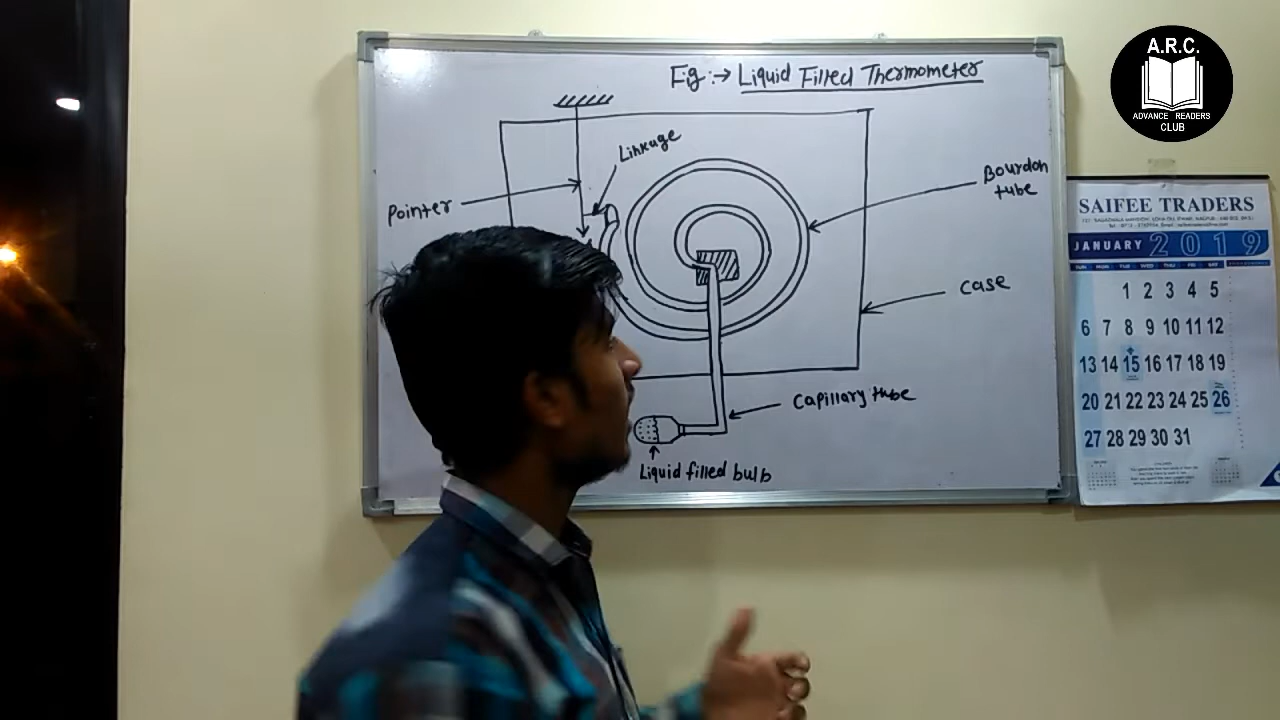 Fig:→ Liquid Filled Thermometer
Linkage
Pointer
Bourdon
tube
Case
Capillary tube
Liquid filled bulb
A.R.C.
ADVANCE READERS
CLUB
SAIFEE TRADERS
JANUARY 2019
SUN MON TUE WED THU FRI SAT
1 2 3 4 5
6 7 8 9 10 11 12
13 14 15 16 17 18 19
20 21 22 23 24 25 26
27 28 29 30 31